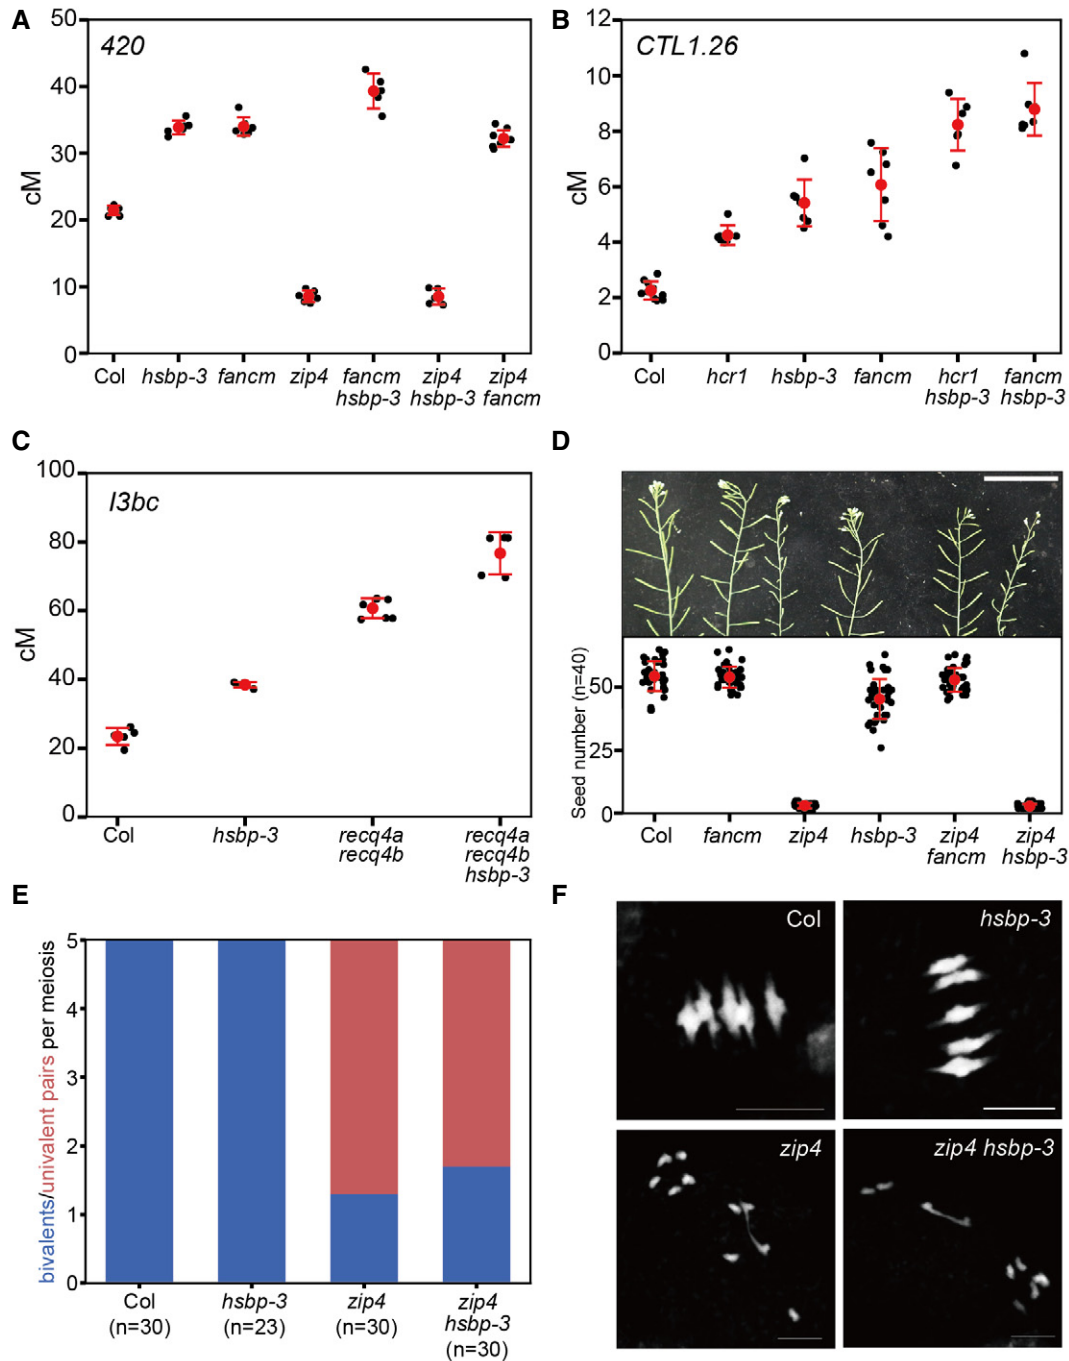 A
420
50
40
30
20
10
0
cM
Col
hsbp-3
fancm
zip4
fancm
hsbp-3
zip4
hsbp-3
zip4
fancm
B
CTL1.26
12
10
8
6
4
2
0
cM
Col
hcr1
hsbp-3
fancm
hcr1
hsbp-3
fancm
hsbp-3
C
I3bc
100
80
60
40
20
0
cM
Col
hsbp-3
recq4a
recq4b
recq4a
recq4b
hsbp-3
D
Seed number (n=40)
50
25
0
Col
fancm
zip4
hsbp-3
zip4
fancm
zip4
hsbp-3
E
bivalents/univalent pairs per meiosis
5
4
3
2
1
0
Col
(n=30)
hsbp-3
(n=23)
zip4
(n=30)
zip4
hsbp-3
(n=30)
F
Col
hsbp-3
zip4
zip4 hsbp-3